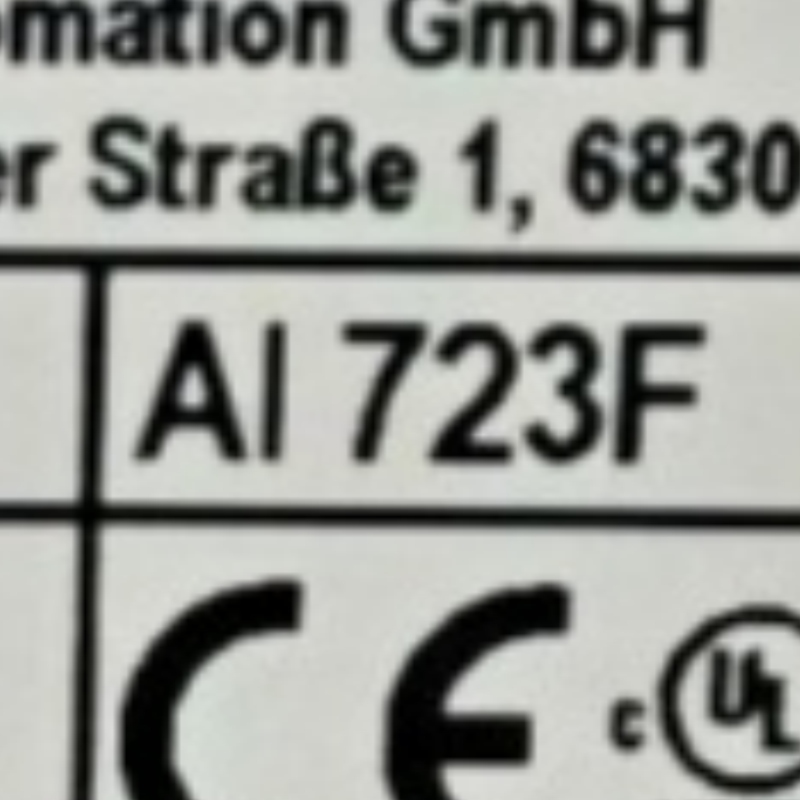 omation GmbH
er Straße 1, 6830
AI 723F
CE c UL